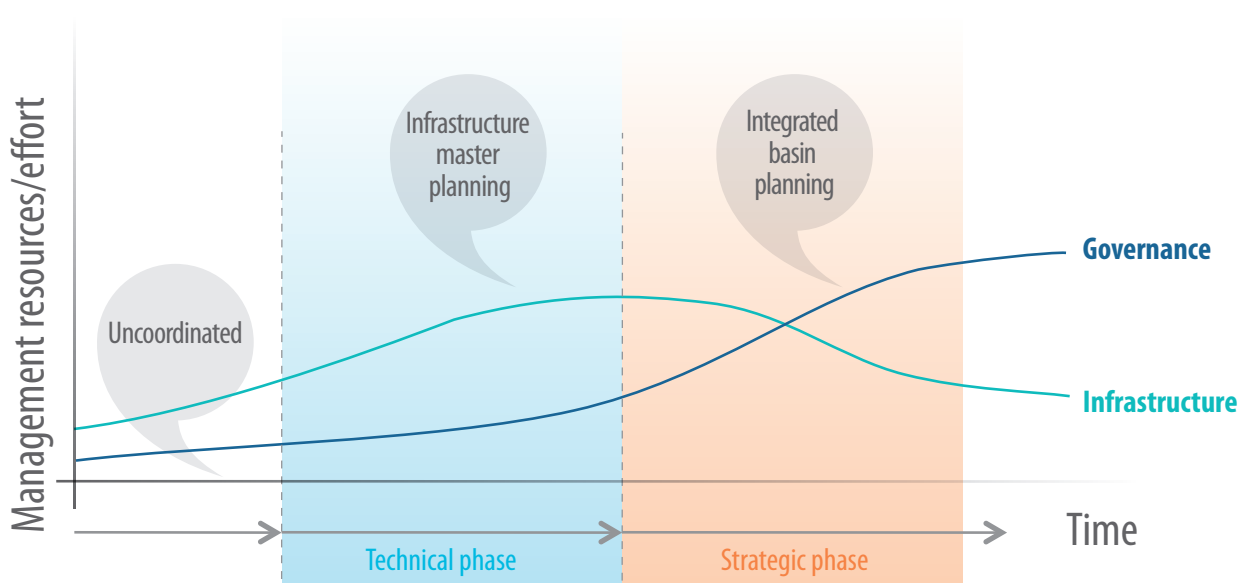 Management resources/effort
Uncoordinated
Infrastructure
master
planning
Integrated
basin
planning
Governance
Infrastructure
Time
Technical phase
Strategic phase